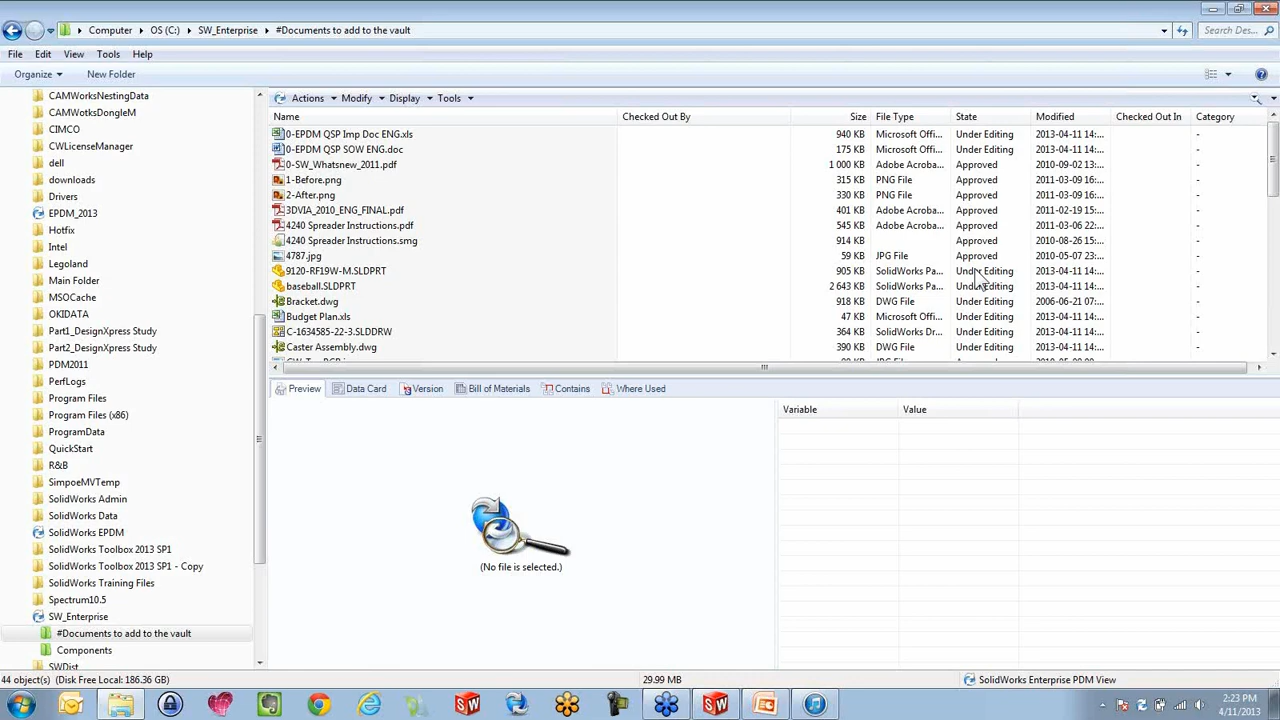 Computer OS (C:) SW_Enterprise #Documents to add to the vault
Search Des...
File Edit View Tools Help
Organize New Folder
CAMWorksNestingData
CAMWotksDongleM
CIMCO
CWLicenseManager
dell
downloads
Drivers
EPDM_2013
Hotfix
Intel
Legoland
Main Folder
MSOCache
OKIDATA
Part1_DesignXpress Study
Part2_DesignXpress Study
PDM2011
PerfLogs
Program Files
Program Files (x86)
ProgramData
QuickStart
R&B
SimpoeMVTemp
SolidWorks Admin
SolidWorks Data
SolidWorks EPDM
SolidWorks Toolbox 2013 SP1
SolidWorks Toolbox 2013 SP1 - Copy
SolidWorks Training Files
Spectrum10.5
SW_Enterprise
#Documents to add to the vault
Components
SWDist
Actions Modify Display Tools
Name Checked Out By Size File Type State Modified Checked Out In Category
0-EPDM QSP Imp Doc ENG.xls 940 KB Microsoft Offi... Under Editing 2013-04-11 14:... -
0-EPDM QSP SOW ENG.doc 175 KB Microsoft Offi... Under Editing 2013-04-11 14:... -
0-SW_Whatsnew_2011.pdf 1 000 KB Adobe Acroba... Approved 2010-09-02 13:... -
1-Before.png 315 KB PNG File Approved 2011-03-09 16:... -
2-After.png 330 KB PNG File Approved 2011-03-09 16:... -
3DVIA_2010_ENG_FINAL.pdf 401 KB Adobe Acroba... Approved 2011-02-19 15:... -
4240 Spreader Instructions.pdf 545 KB Adobe Acroba... Approved 2011-03-06 22:... -
4240 Spreader Instructions.smg 914 KB Approved 2010-08-26 15:... -
4787.jpg 59 KB JPG File Approved 2010-05-07 23:... -
9120-RF19W-M.SLDPRT 905 KB SolidWorks Pa... Under Editing 2013-04-11 14:... -
baseball.SLDPRT 2 643 KB SolidWorks Pa... Under Editing 2013-04-11 14:... -
Bracket.dwg 918 KB DWG File Under Editing 2006-06-21 07:... -
Budget Plan.xls 47 KB Microsoft Offi... Under Editing 2013-04-11 14:... -
C-1634585-22-3.SLDDRW 364 KB SolidWorks Dr... Under Editing 2013-04-11 14:... -
Caster Assembly.dwg 390 KB DWG File Under Editing 2013-04-11 14:... -
Preview Data Card Version Bill of Materials Contains Where Used
Variable Value
(No file is selected.)
44 object(s) (Disk Free Local: 186.36 GB) 29.99 MB SolidWorks Enterprise PDM View
2:23 PM
4/11/2013